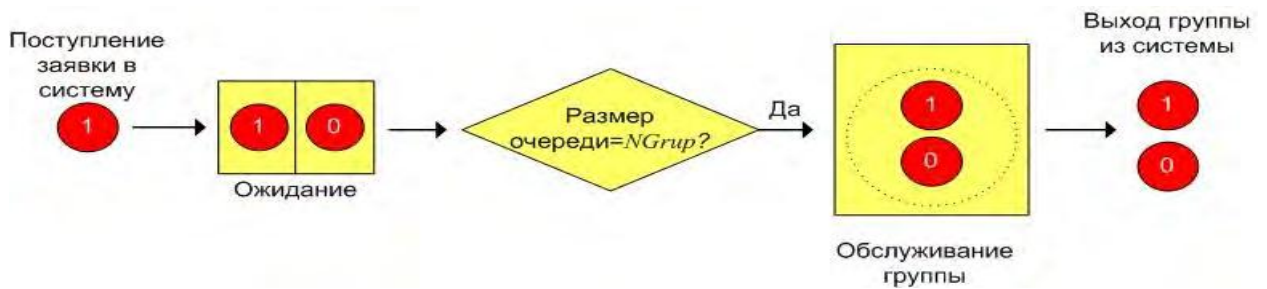 Поступление
заявки в
систему
1
1 0
Ожидание
Размер
очереди=NGrup?
Да
1
0
Обслуживание
группы
Выход группы
из системы
1
0